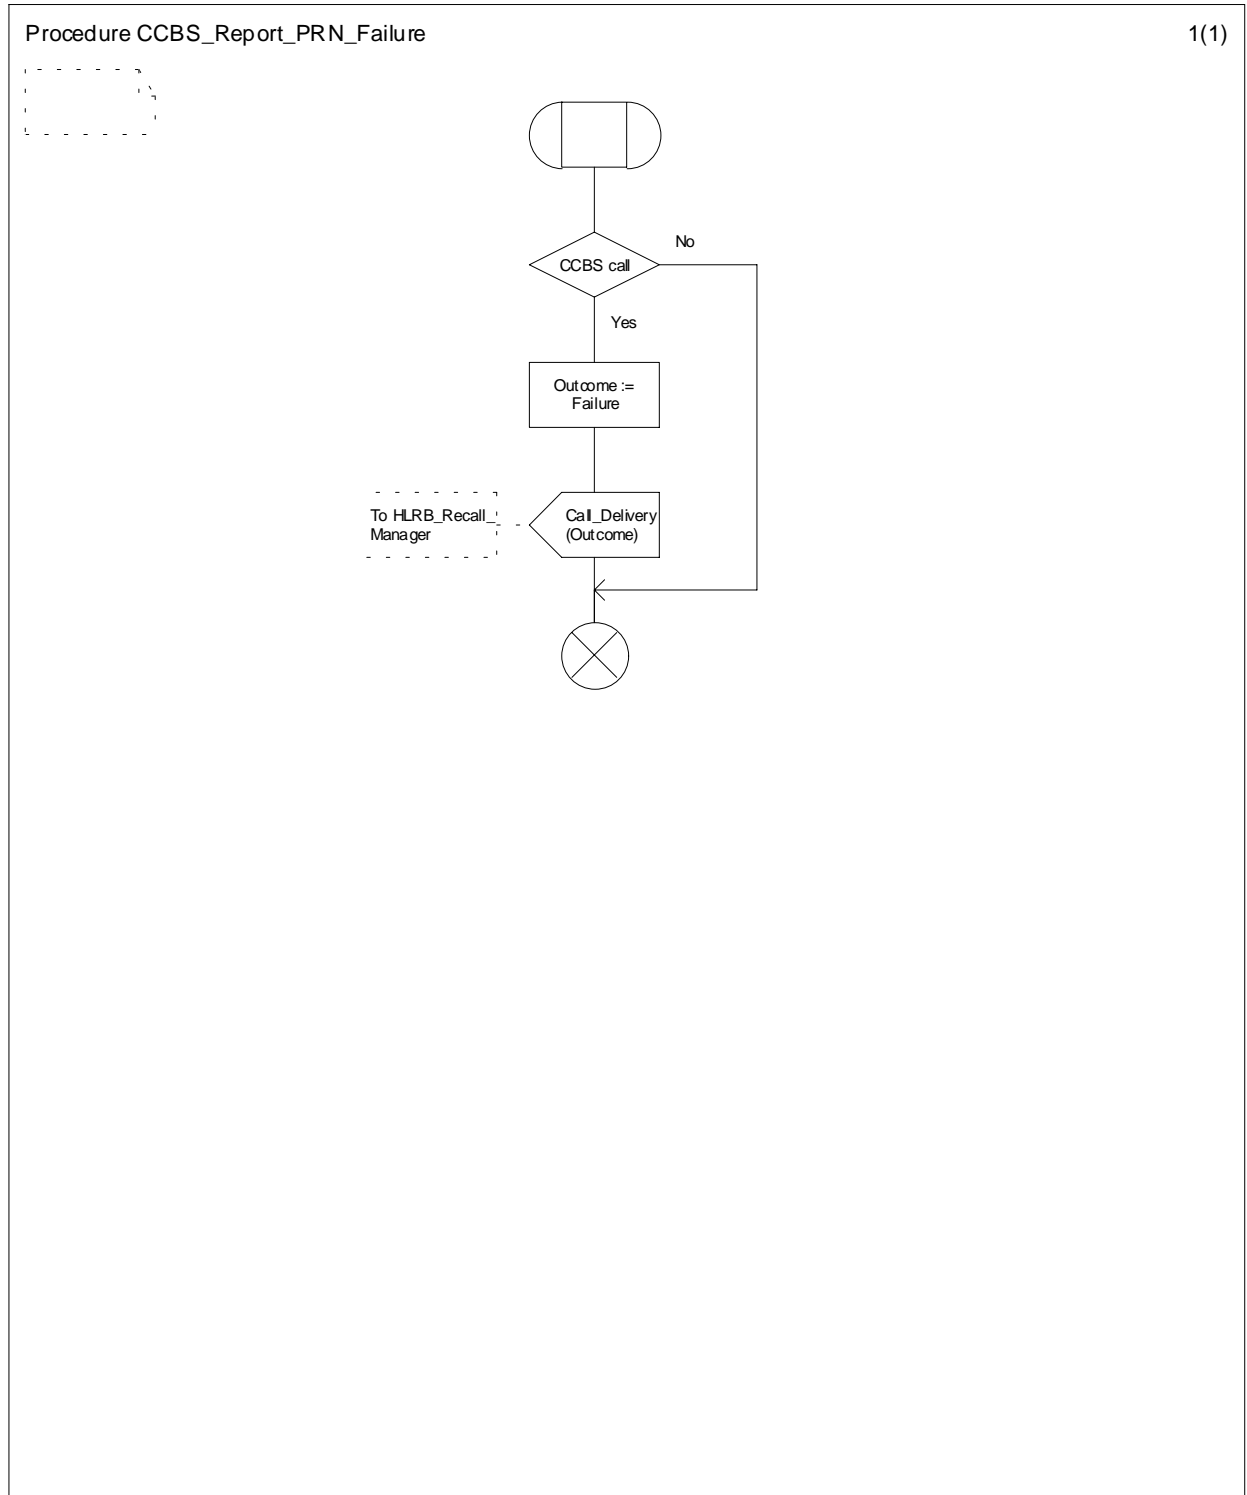 Procedure CCBS_Report_PRN_Failure
1(1)
CCBS call
No
Yes
Outcome :=
Failure
To HLRB_Recall_
Manager
Call_Delivery
(Outcome)